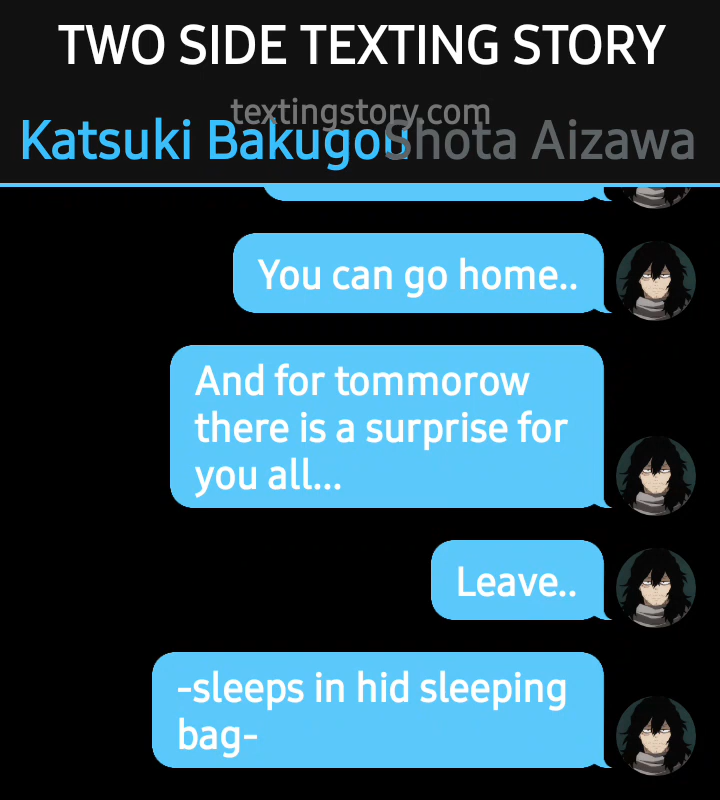 TWO SIDE TEXTING STORY
textingstory.com
Katsuki Bakugou Shota Aizawa
You can go home..
And for tommorow
there is a surprise for
you all...
Leave..
-sleeps in hid sleeping
bag-